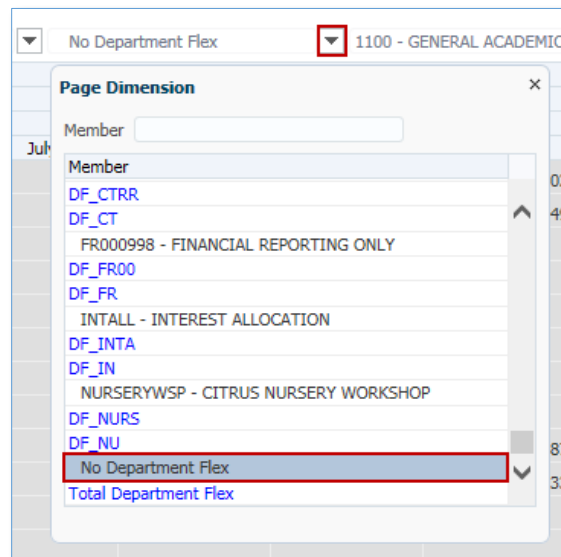 No Department Flex 1100 - GENERAL ACADEMIC
Page Dimension
Member
July
Member
DF_CTRR
DF_CT
FR000998 - FINANCIAL REPORTING ONLY
DF_FR00
DF_FR
INTALL - INTEREST ALLOCATION
DF_INTA
DF_IN
NURSERYWSP - CITRUS NURSERY WORKSHOP
DF_NURS
DF_NU
No Department Flex
Total Department Flex